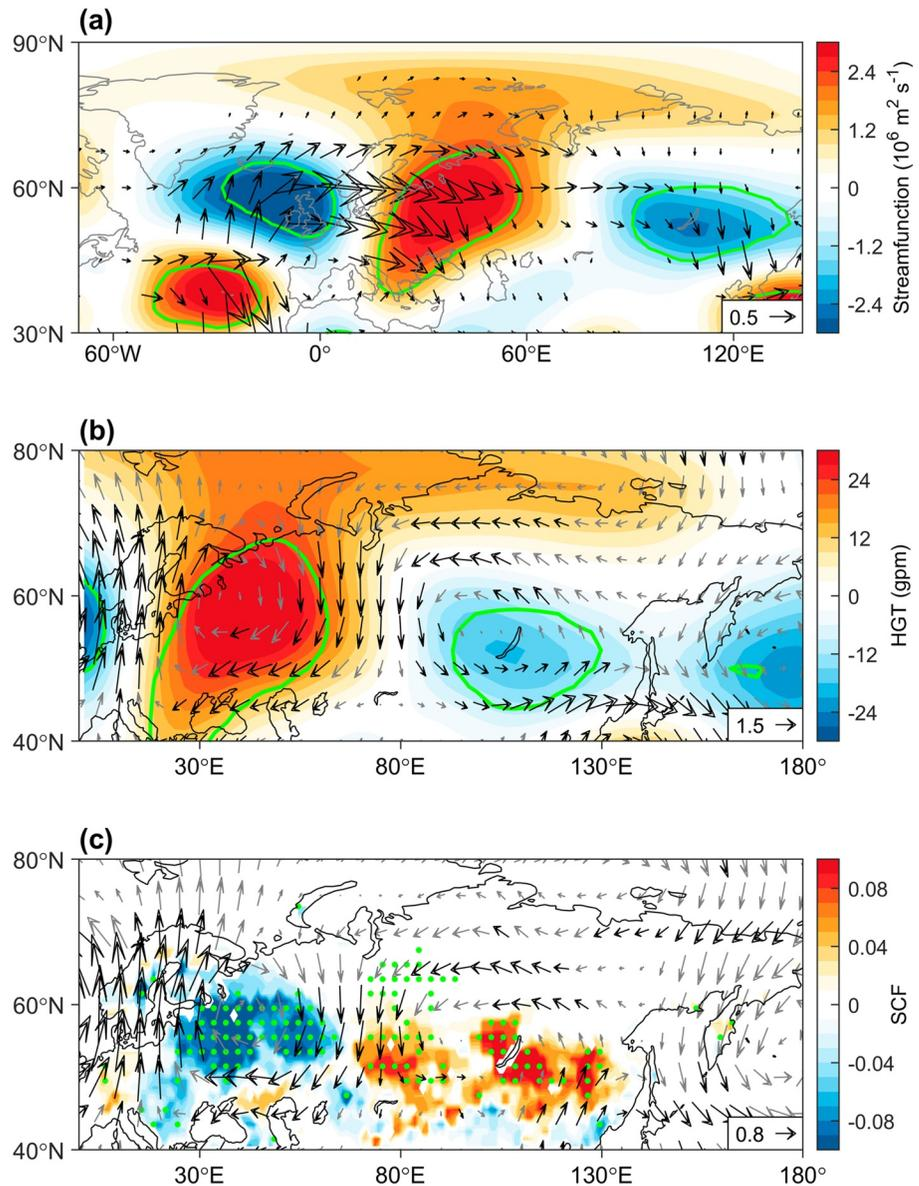 (a)
90°N
60°N
30°N
60°W
0°
60°E
120°E
0.5
2.4
1.2
0
-1.2
-2.4
Streamfunction (10⁶ m² s⁻¹)
(b)
80°N
60°N
40°N
30°E
80°E
130°E
180°
1.5
24
12
0
-12
-24
HGT (gpm)
(c)
80°N
60°N
40°N
30°E
80°E
130°E
180°
0.8
0.08
0.04
0
-0.04
-0.08
SCF